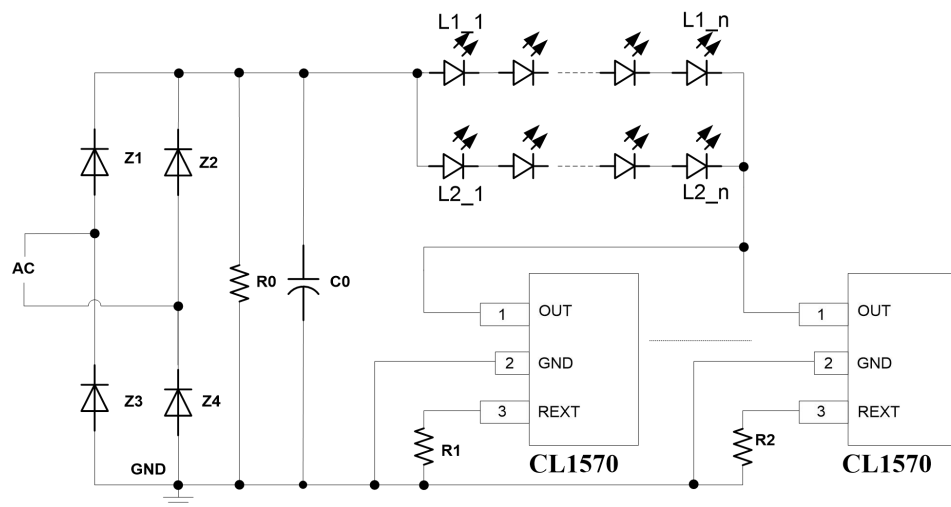 L1_1
L1_n
Z1
Z2
L2_1
L2_n
AC
R0
C0
1
OUT
1
OUT
2
GND
2
GND
Z3
Z4
3
REXT
3
REXT
R1
R2
GND
CL1570
CL1570